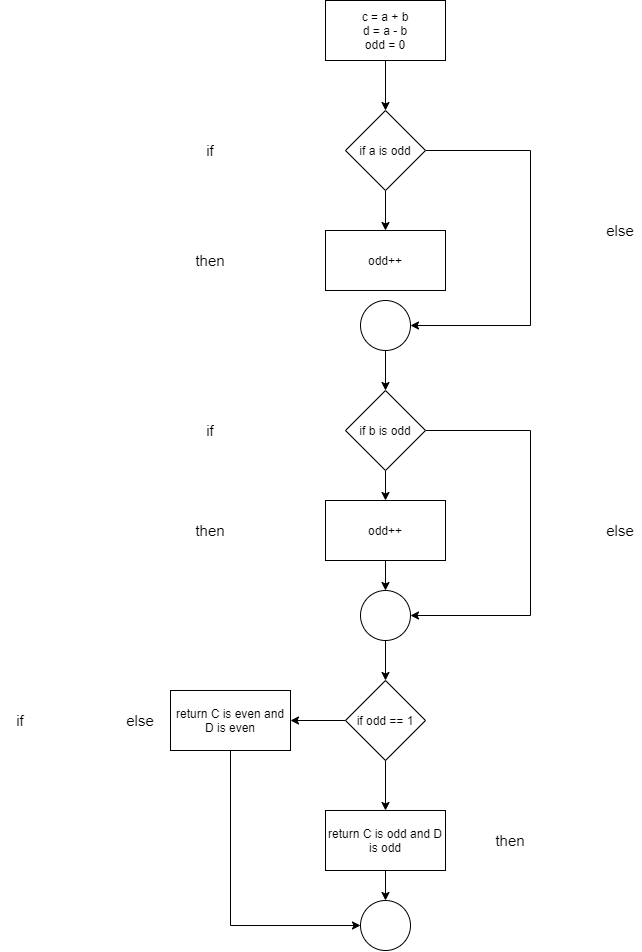 c = a + b
d = a - b
odd = 0
if
if a is odd
else
then
odd++
if
if b is odd
then
odd++
else
if
else
return C is even and
D is even
if odd == 1
return C is odd and D
is odd
then